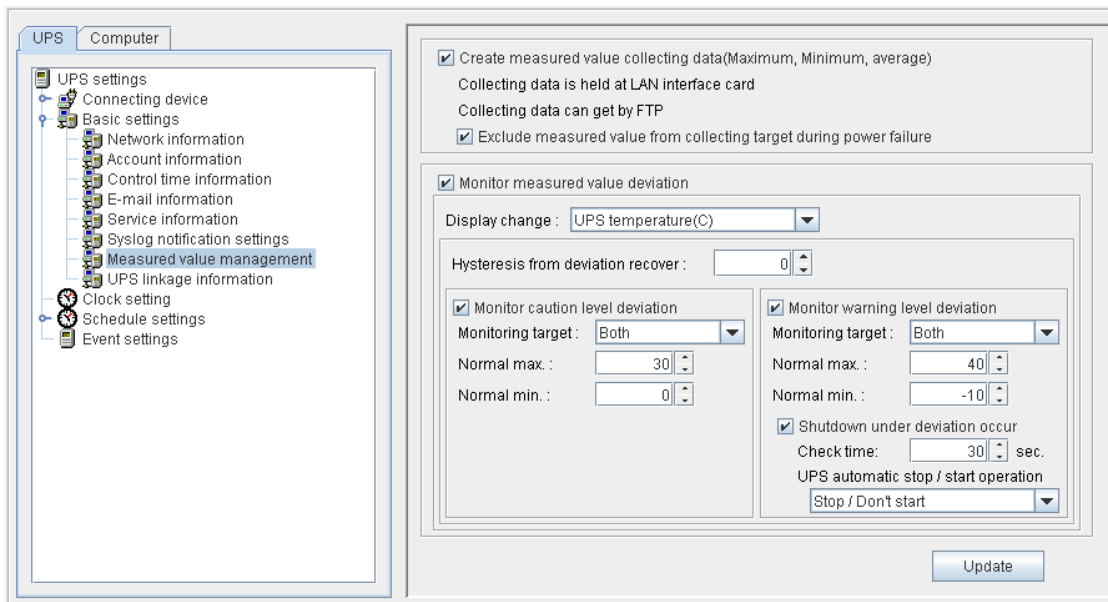 UPS
Computer
UPS settings
Connecting device
Basic settings
Network information
Account information
Control time information
E-mail information
Service information
Syslog notification settings
Measured value management
UPS linkage information
Clock setting
Schedule settings
Event settings
Create measured value collecting data(Maximum, Minimum, average)
Collecting data is held at LAN interface card
Collecting data can get by FTP
Exclude measured value from collecting target during power failure
Monitor measured value deviation
Display change : UPS temperature(C)
Hysteresis from deviation recover : 0
Monitor caution level deviation
Monitoring target : Both
Normal max. : 30
Normal min. : 0
Monitor warning level deviation
Monitoring target : Both
Normal max. : 40
Normal min. : -10
Shutdown under deviation occur
Check time: 30 sec.
UPS automatic stop / start operation
Stop / Don't start
Update